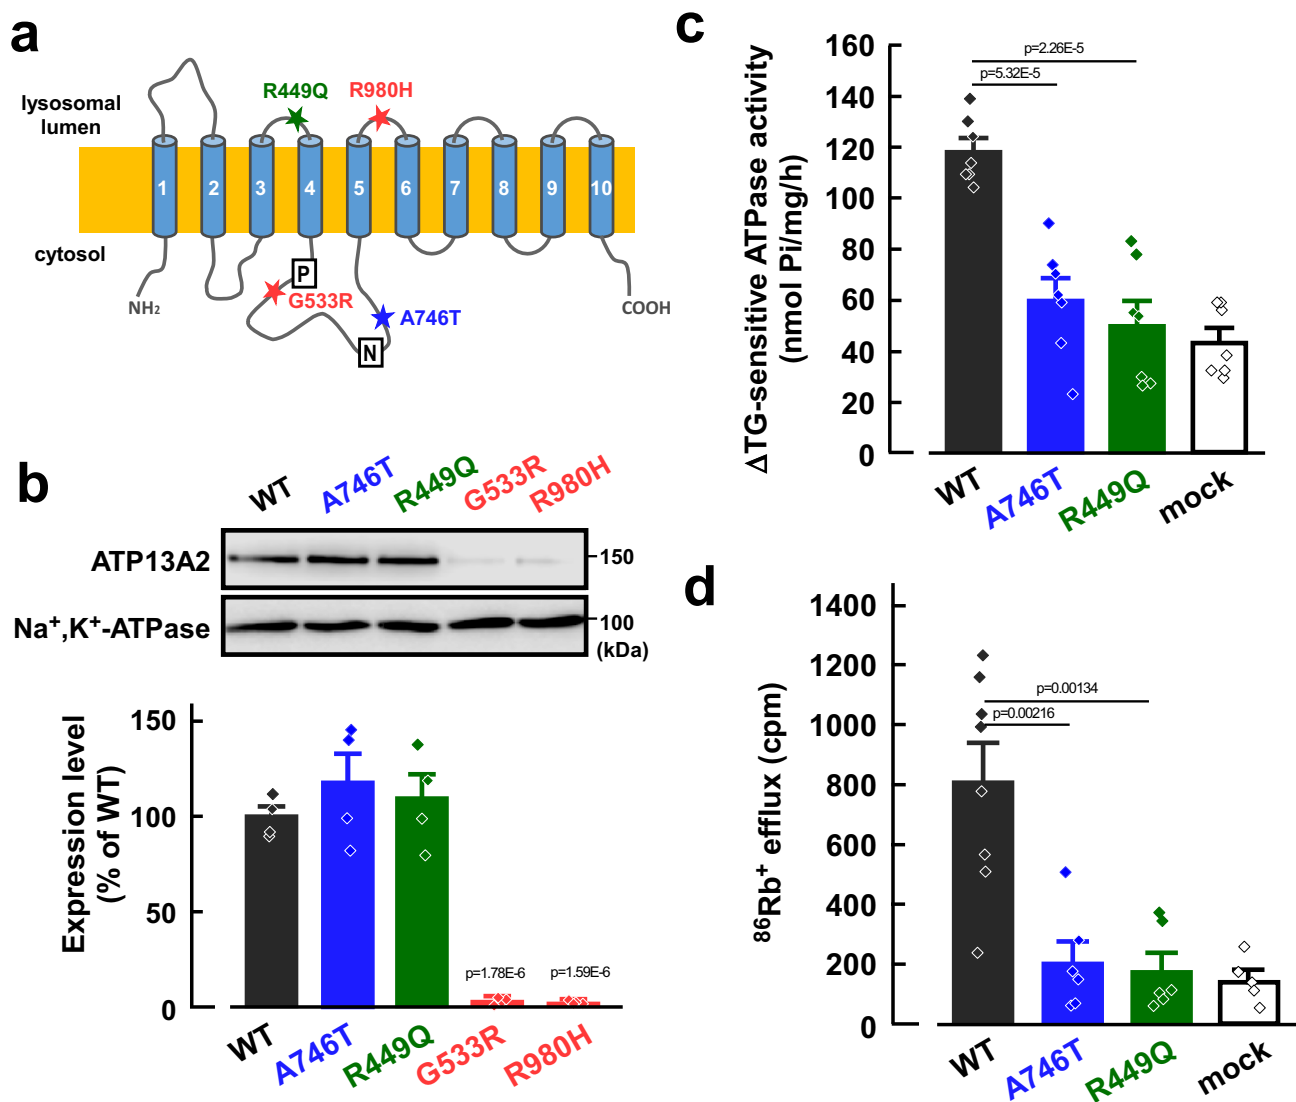 a
lysosomal
lumen
R449Q
R980H
1 2 3 4 5 6 7 8 9 10
cytosol
P
NH₂
G533R
A746T
COOH
N
b
WT A746T R449Q G533R R980H
ATP13A2
150
Na⁺,K⁺-ATPase
100
(kDa)
Expression level
(% of WT)
150
100
50
0
p=1.78E-6
p=1.59E-6
WT A746T R449Q G533R R980H
c
ΔTG-sensitive ATPase activity
(nmol Pi/mg/h)
160
140
120
100
80
60
40
20
0
p=2.26E-5
p=5.32E-5
WT A746T R449Q mock
d
⁸⁶Rb⁺ efflux (cpm)
1400
1200
1000
800
600
400
200
0
p=0.00134
p=0.00216
WT A746T R449Q mock